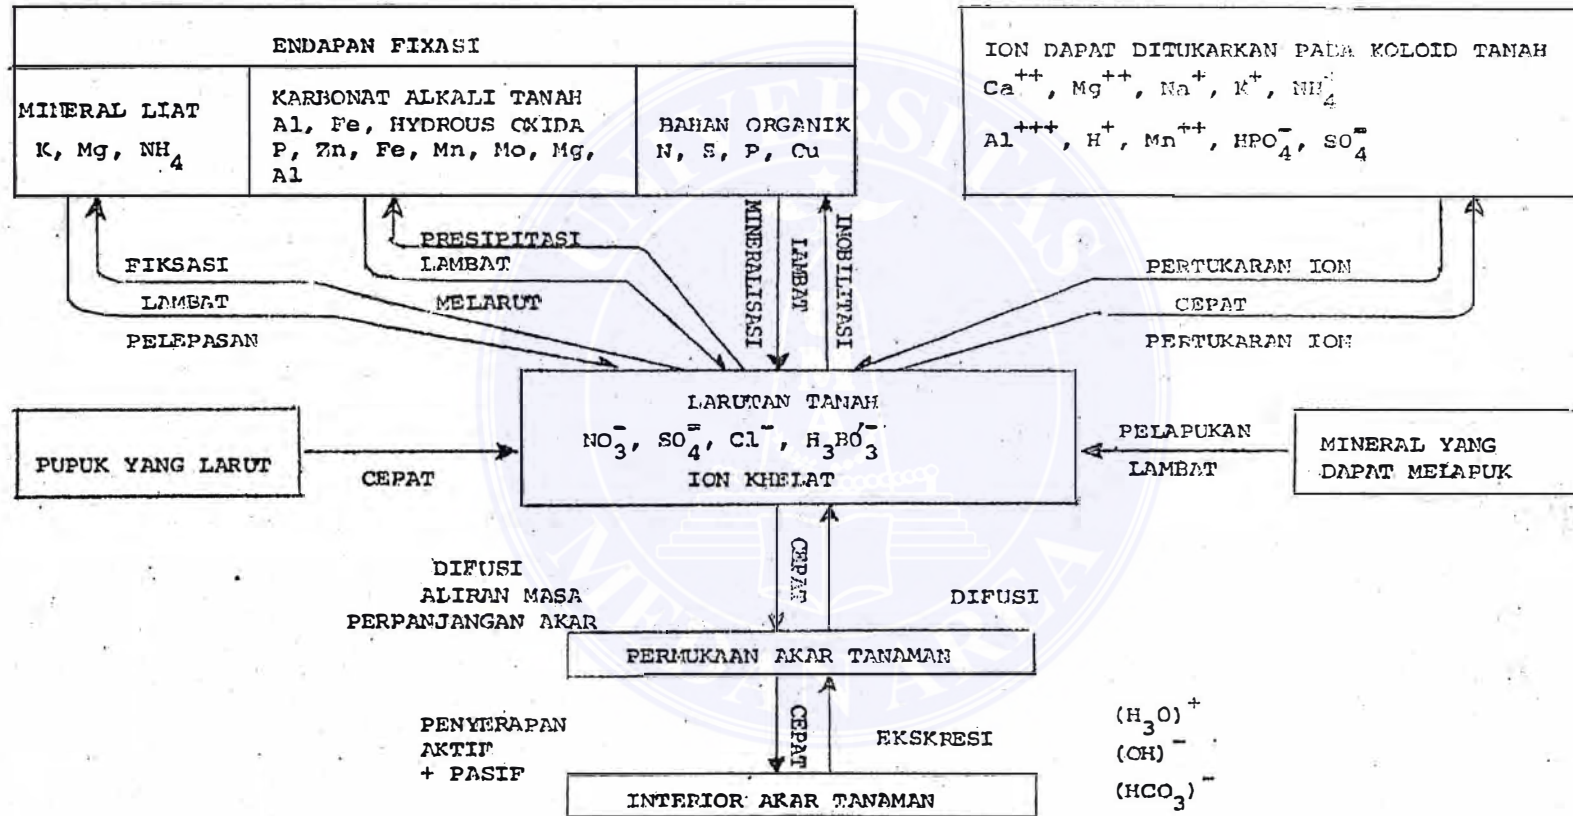 ENDAPAN FIXASI
MINERAL LIAT
K, Mg, NH₄
KARBONAT ALKALI TANAH
Al, Fe, HYDROUS OKIDA
P, Zn, Fe, Mn, Mo, Mg,
Al
BAHAN ORGANIK
N, S, P, Cu
ION DAPAT DITUKARKAN PADA KOLOID TANAH
Ca⁺⁺, Mg⁺⁺, Na⁺, K⁺, NH₄⁺
Al⁺⁺⁺, H⁺, Mn⁺⁺, HPO₄⁼, SO₄⁼
FIKSASI
LAMBAT
PELEPASAN
PRESIPITASI
LAMBAT
MELARUT
MINERALISASI
LAMBAT
IMOBILITASI
PERTUKARAN ION
CEPAT
PERTUKARAN ION
PUPUK YANG LARUT
CEPAT
LARUTAN TANAH
NO₃⁻, SO₄⁼, Cl⁻, H₃BO₃⁻
ION KHELAT
PELAPUKAN
LAMBAT
MINERAL YANG
DAPAT MELAPUK
DIFUSI
ALIRAN MASA
PERPANJANGAN AKAR
CEPAT
DIFUSI
PERMUKAAN AKAR TANAMAN
PENYERAPAN
AKTIF
+ PASIF
CEPAT
EKSKRESI
(H₃O)⁺
(OH)⁻
(HCO₃)⁻
INTERIOR AKAR TANAMAN
UNIVERSITAS
MEDAN AREA